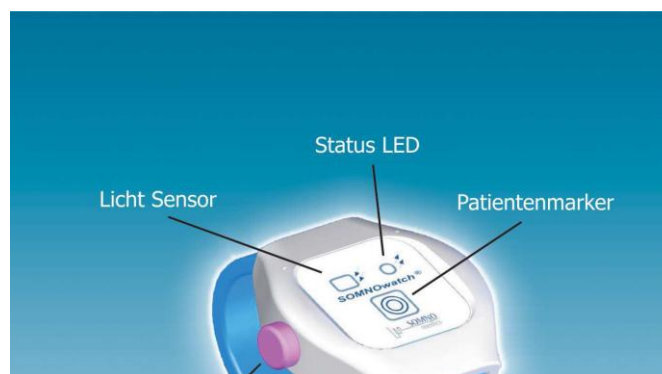 Status LED
Licht Sensor
Patientenmarker
SOMNOwatch®
SOMNO
medics